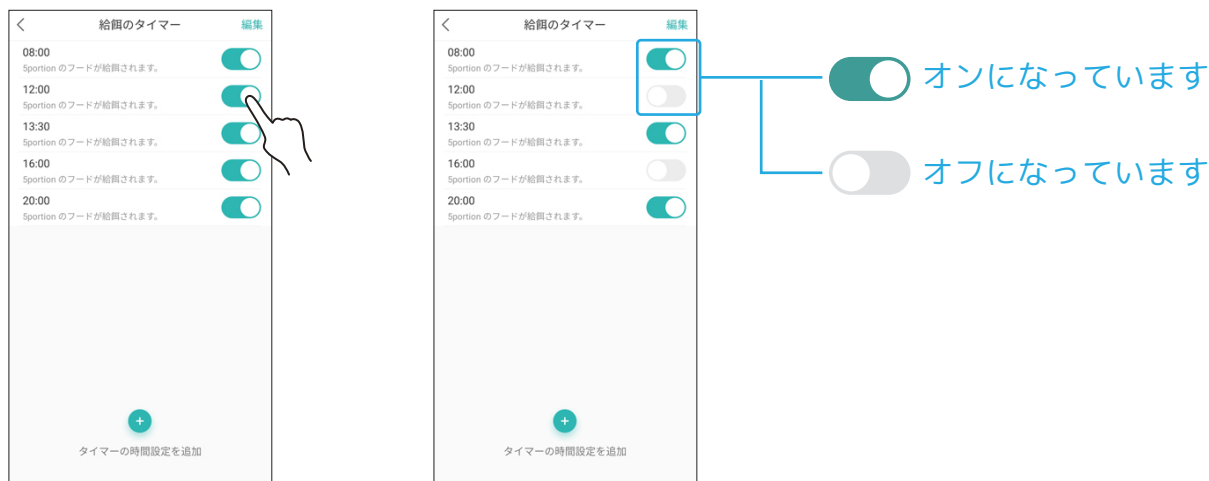 給餌のタイマー 編集
08:00
5portion のフードが給餌されます。
12:00
5portion のフードが給餌されます。
13:30
5portion のフードが給餌されます。
16:00
5portion のフードが給餌されます。
20:00
5portion のフードが給餌されます。
+
タイマーの時間設定を追加
給餌のタイマー 編集
08:00
5portion のフードが給餌されます。
12:00
5portion のフードが給餌されます。
13:30
5portion のフードが給餌されます。
16:00
5portion のフードが給餌されます。
20:00
5portion のフードが給餌されます。
+
タイマーの時間設定を追加
オンになっています
オフになっています